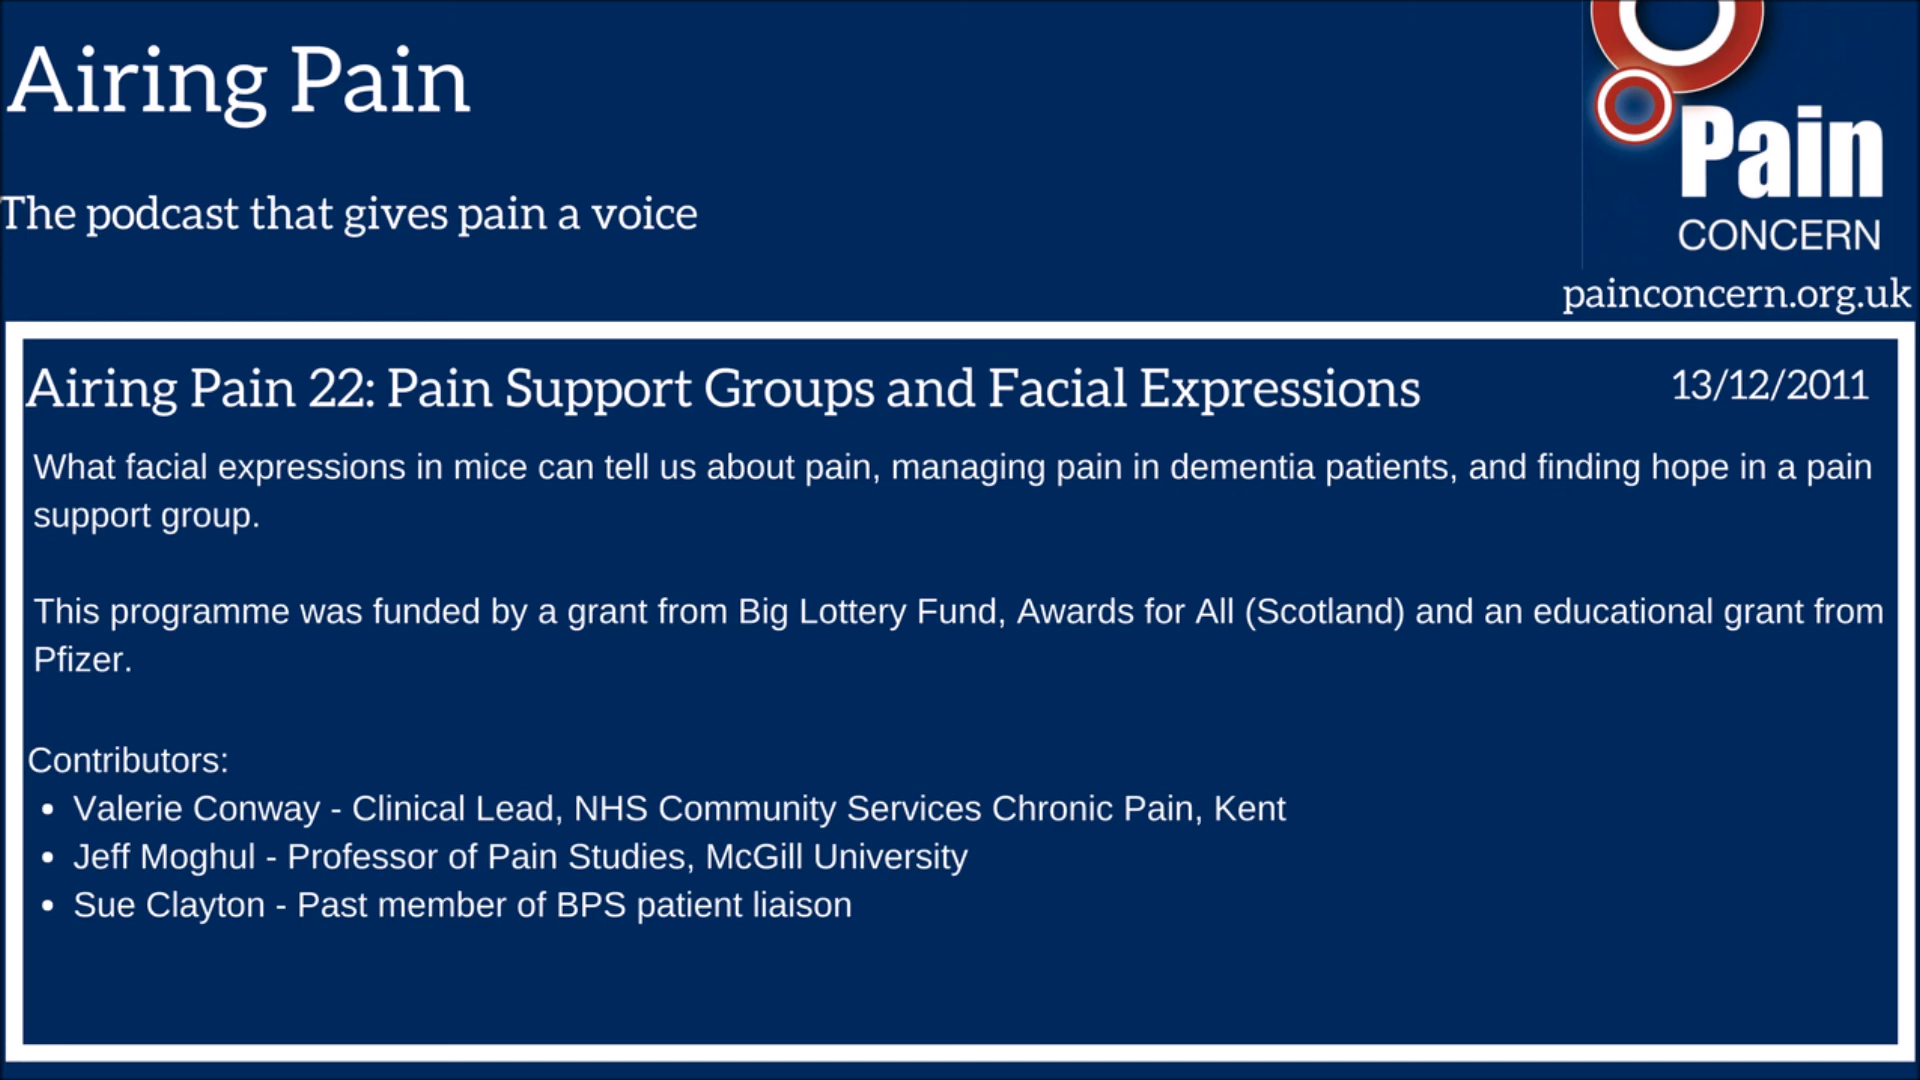 Airing Pain
The podcast that gives pain a voice
Pain
CONCERN
painconcern.org.uk
Airing Pain 22: Pain Support Groups and Facial Expressions
13/12/2011
What facial expressions in mice can tell us about pain, managing pain in dementia patients, and finding hope in a pain
support group.
This programme was funded by a grant from Big Lottery Fund, Awards for All (Scotland) and an educational grant from
Pfizer.
Contributors:
• Valerie Conway - Clinical Lead, NHS Community Services Chronic Pain, Kent
• Jeff Moghul - Professor of Pain Studies, McGill University
• Sue Clayton - Past member of BPS patient liaison